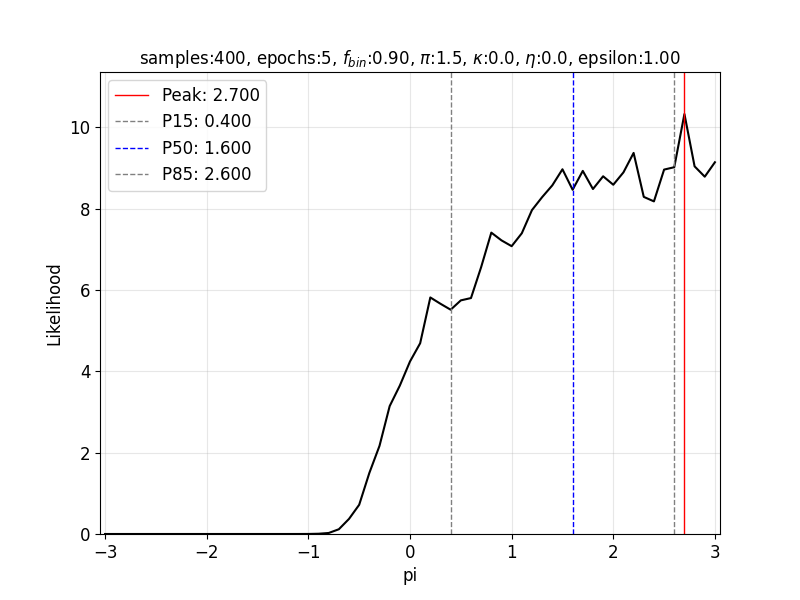 samples:400, epochs:5, f_bin:0.90, π:1.5, κ:0.0, η:0.0, epsilon:1.00
Peak: 2.700
P15: 0.400
P50: 1.600
P85: 2.600
10
8
6
4
2
0
Likelihood
−3 −2 −1 0 1 2 3
pi